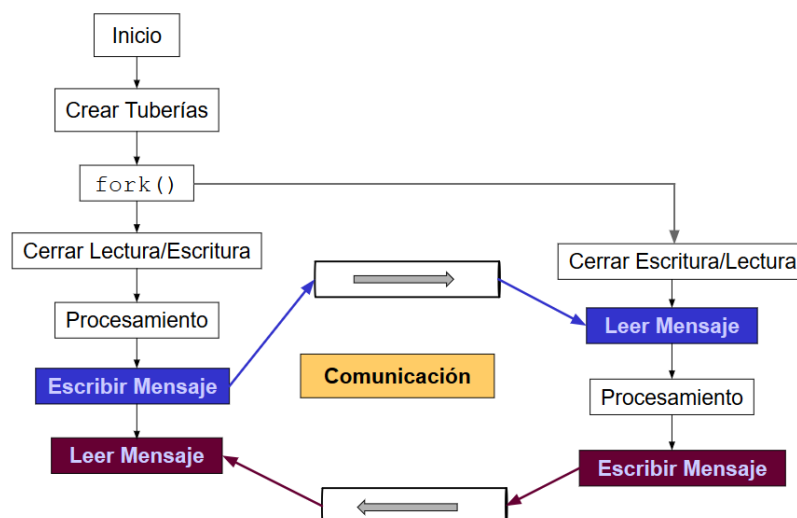 Inicio
Crear Tuberías
fork()
Cerrar Lectura/Escritura
Procesamiento
Escribir Mensaje
Leer Mensaje
Comunicación
Cerrar Escritura/Lectura
Leer Mensaje
Procesamiento
Escribir Mensaje